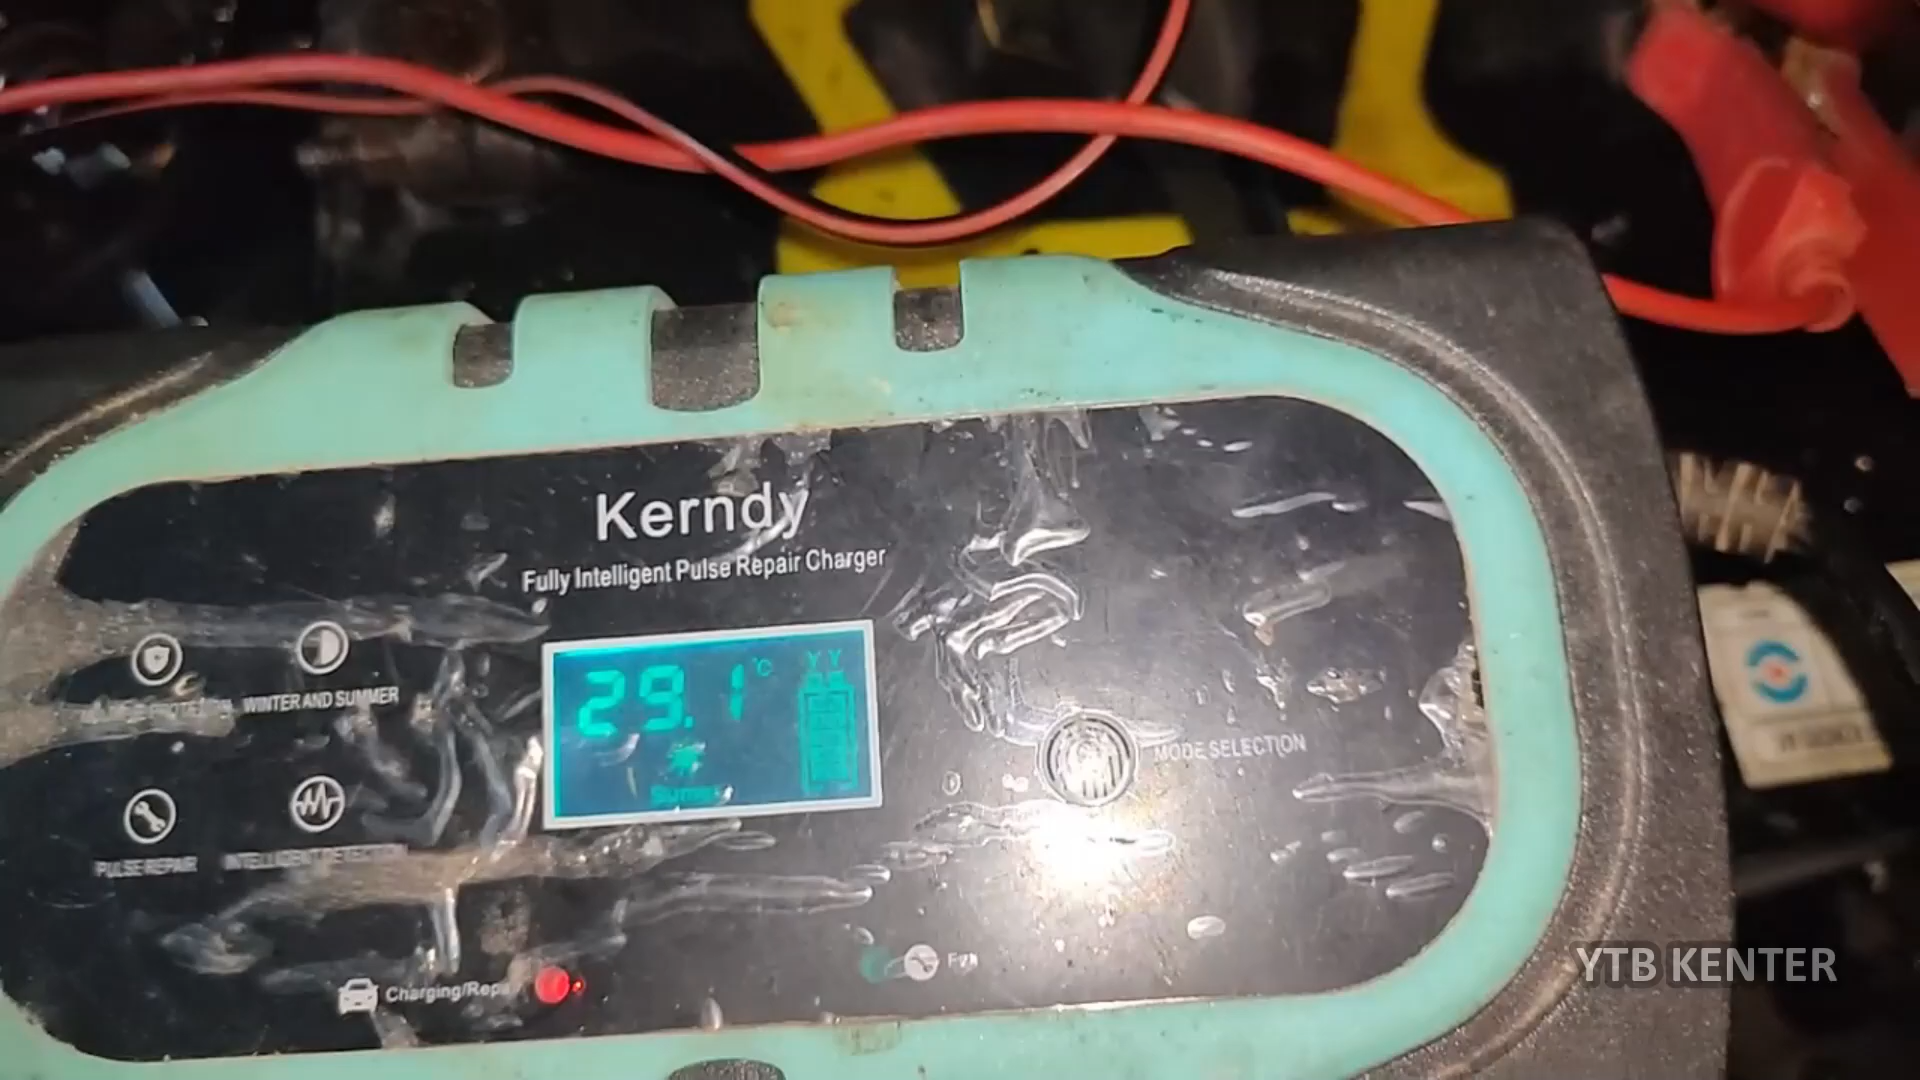 Kerndy
Fully Intelligent Pulse Repair Charger
29.1°C
WINTER AND SUMMER
MODE SELECTION
PULSE REPAIR
INTELLIGENT
Charging/Repa
YTB KENTER